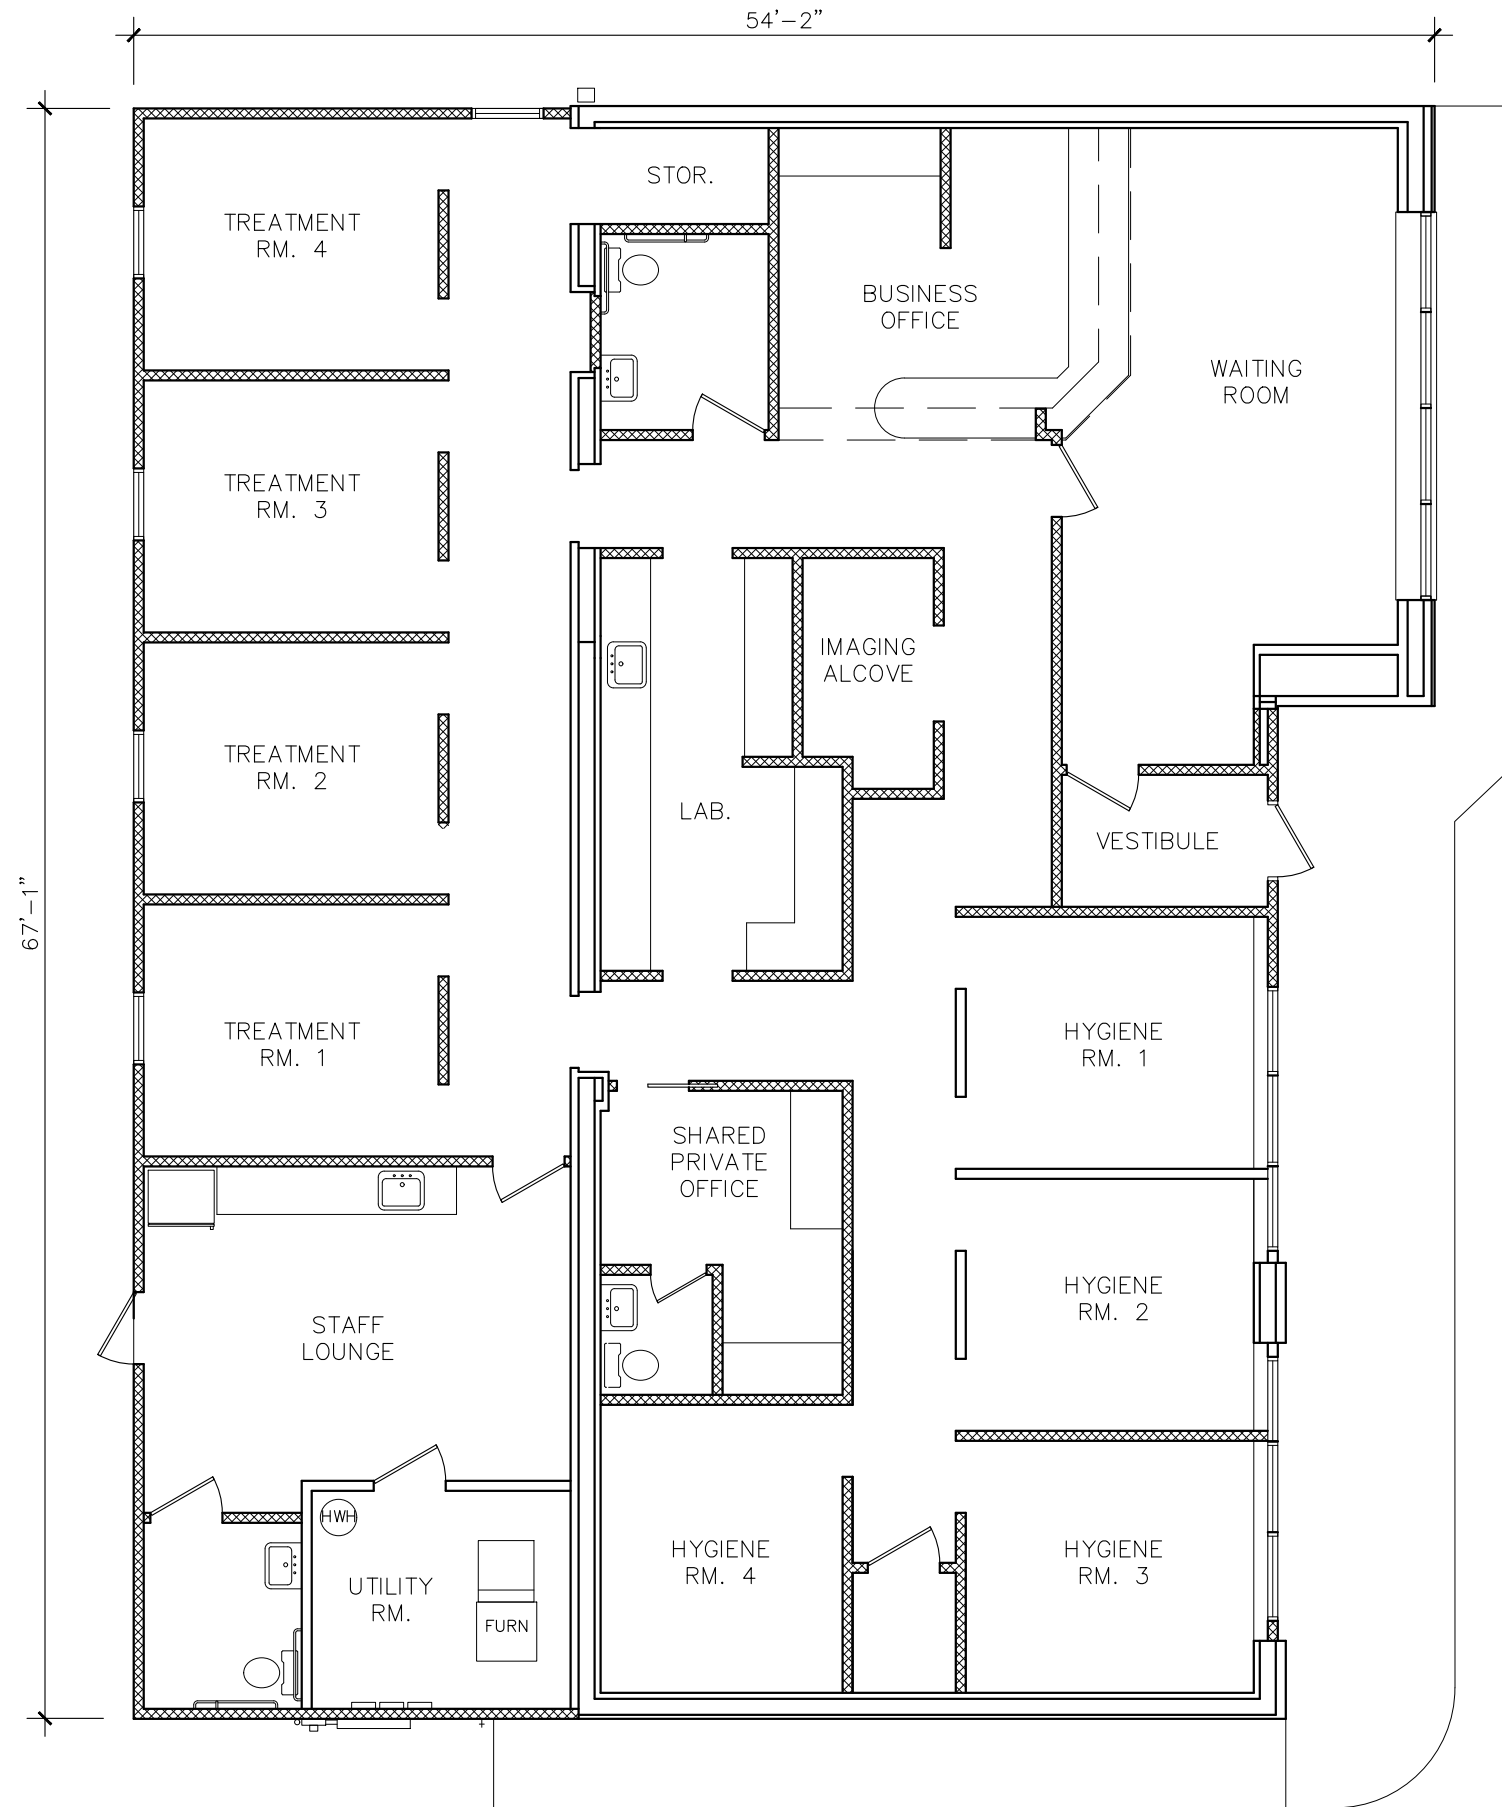 54'-2"
STOR.
TREATMENT
RM. 4
BUSINESS
OFFICE
WAITING
ROOM
TREATMENT
RM. 3
IMAGING
ALCOVE
TREATMENT
RM. 2
LAB.
VESTIBULE
67'-1"
TREATMENT
RM. 1
HYGIENE
RM. 1
SHARED
PRIVATE
OFFICE
HYGIENE
RM. 2
STAFF
LOUNGE
HWH
UTILITY
RM.
FURN
HYGIENE
RM. 4
HYGIENE
RM. 3